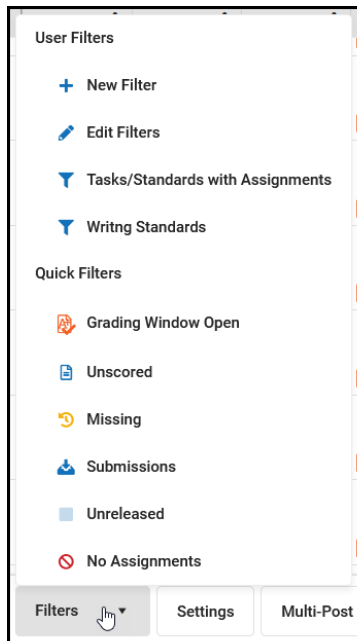 User Filters
New Filter
Edit Filters
Tasks/Standards with Assignments
Writng Standards
Quick Filters
Grading Window Open
Unscored
Missing
Submissions
Unreleased
No Assignments
Filters
Settings
Multi-Post